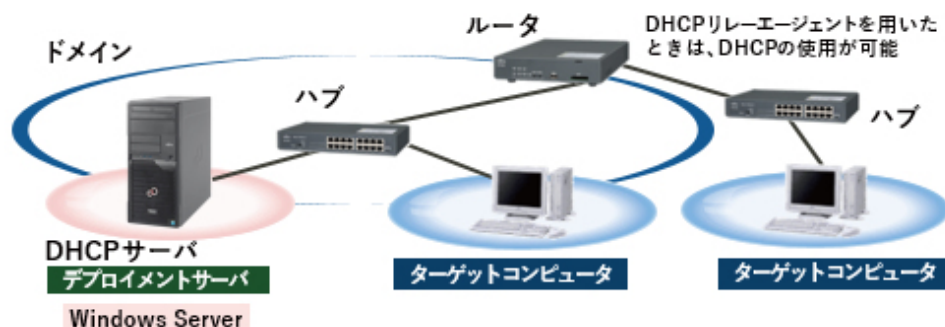 ドメイン
ルータ
DHCPリレーエージェントを用いた
ときは、DHCPの使用が可能
ハブ
ハブ
DHCPサーバ
デプロイメントサーバ
ターゲットコンピュータ
ターゲットコンピュータ
Windows Server